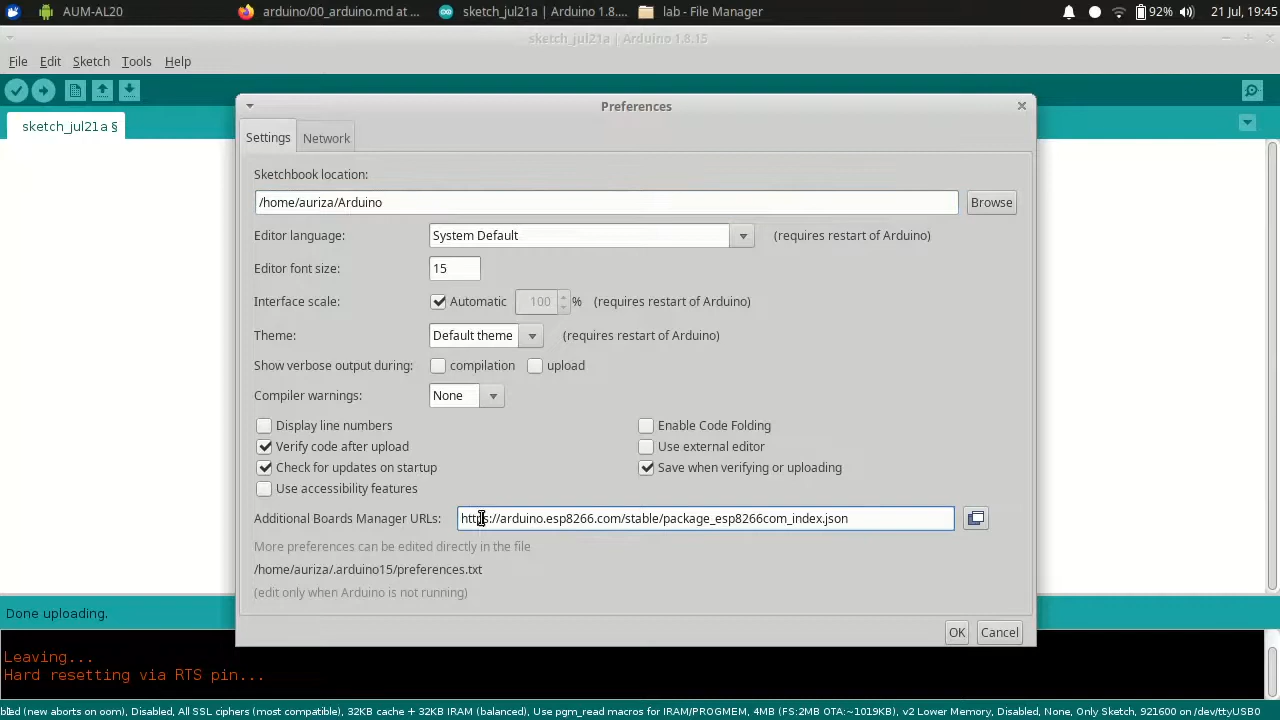 AUM-AL20
arduino/00_arduino.md at ...
sketch_jul21a | Arduino 1.8....
lab - File Manager
92%
21 Jul, 19:45
sketch_jul21a | Arduino 1.8.15
File Edit Sketch Tools Help
sketch_jul21a §
Preferences
Settings Network
Sketchbook location:
/home/auriza/Arduino Browse
Editor language: System Default (requires restart of Arduino)
Editor font size: 15
Interface scale: Automatic 100 % (requires restart of Arduino)
Theme: Default theme (requires restart of Arduino)
Show verbose output during: compilation upload
Compiler warnings: None
Display line numbers Enable Code Folding
Verify code after upload Use external editor
Check for updates on startup Save when verifying or uploading
Use accessibility features
Additional Boards Manager URLs: https://arduino.esp8266.com/stable/package_esp8266com_index.json
More preferences can be edited directly in the file
/home/auriza/.arduino15/preferences.txt
(edit only when Arduino is not running)
OK Cancel
Done uploading.
Leaving...
Hard resetting via RTS pin...
(new aborts on oom), Disabled, All SSL ciphers (most compatible), 32KB cache + 32KB IRAM (balanced), Use pgm_read macros for IRAM/PROGMEM, 4MB (FS:2MB OTA:~1019KB), v2 Lower Memory, Disabled, None, Only Sketch, 921600 on /dev/ttyUSB0